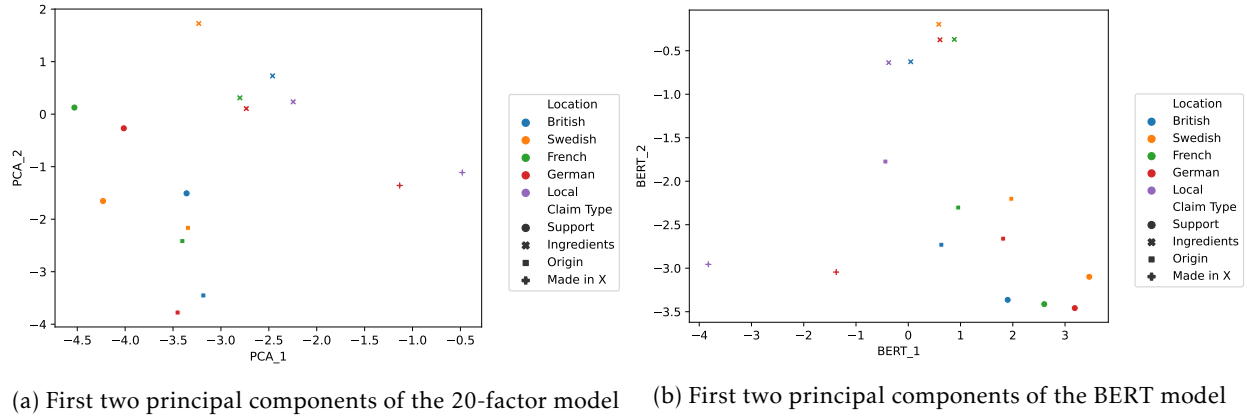 2
1
0
−1
−2
−3
−4
PCA_2
−4.5
−4.0
−3.5
−3.0
−2.5
−2.0
−1.5
−1.0
−0.5
PCA_1
Location
British
Swedish
French
German
Local
Claim Type
Support
Ingredients
Origin
Made in X
(a) First two principal components of the 20-factor model
−0.5
−1.0
−1.5
−2.0
−2.5
−3.0
−3.5
BERT_2
−4
−3
−2
−1
0
1
2
3
BERT_1
Location
British
Swedish
French
German
Local
Claim Type
Support
Ingredients
Origin
Made in X
(b) First two principal components of the BERT model